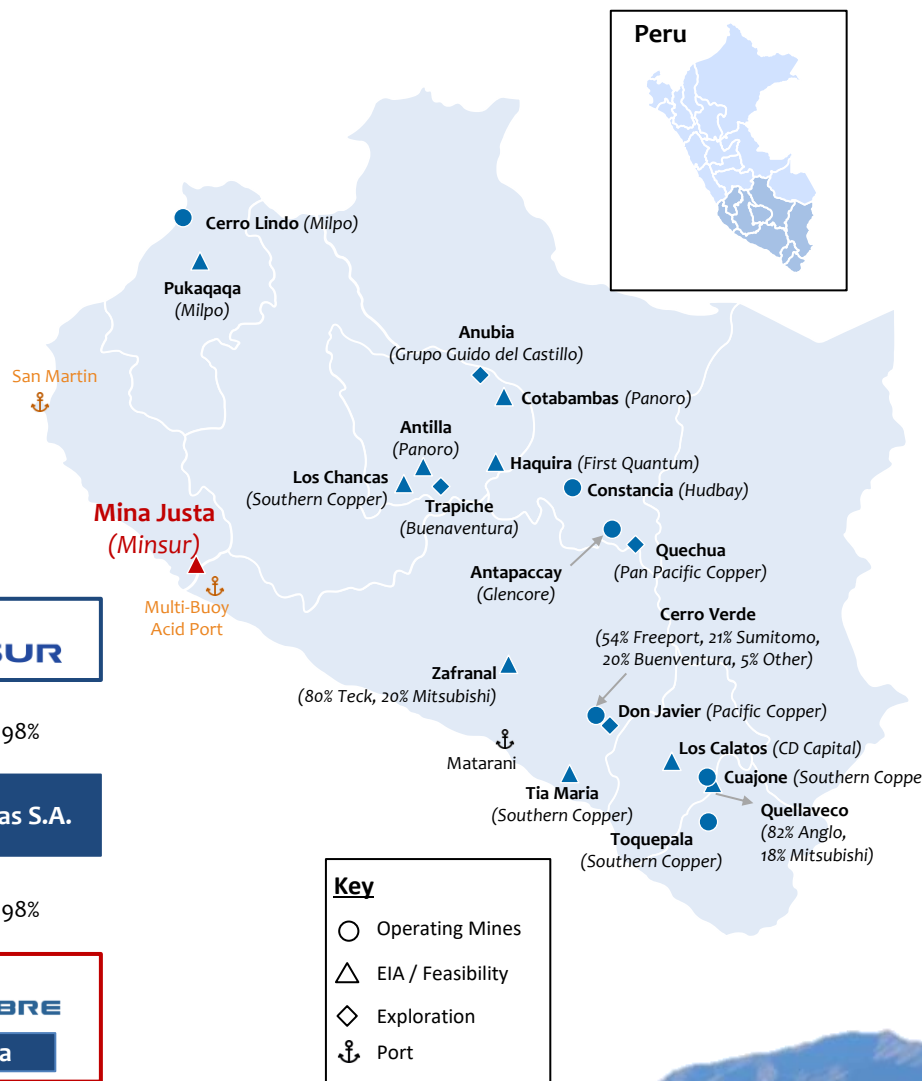 Peru
Cerro Lindo (Milpo)
Pukaqaqa
(Milpo)
San Martin
Anubia
(Grupo Guido del Castillo)
Cotabambas (Panoro)
Antilla
(Panoro)
Los Chancas
(Southern Copper)
Haquira (First Quantum)
Trapiche
(Buenaventura)
Constancia (Hudbay)
Mina Justa
(Minsur)
Multi-Buoy
Acid Port
Antapaccay
(Glencore)
Quechua
(Pan Pacific Copper)
Cerro Verde
(54% Freeport, 21% Sumitomo,
20% Buenventura, 5% Other)
Zafranal
(80% Teck, 20% Mitsubishi)
Don Javier (Pacific Copper)
Matarani
Los Calatos (CD Capital)
Cuajone (Southern Coppe
Tia Maria
(Southern Copper)
Quellaveco
(82% Anglo,
18% Mitsubishi)
Toquepala
(Southern Copper)
SUR
98%
as S.A.
98%
BRE
a
Key
Operating Mines
EIA / Feasibility
Exploration
Port